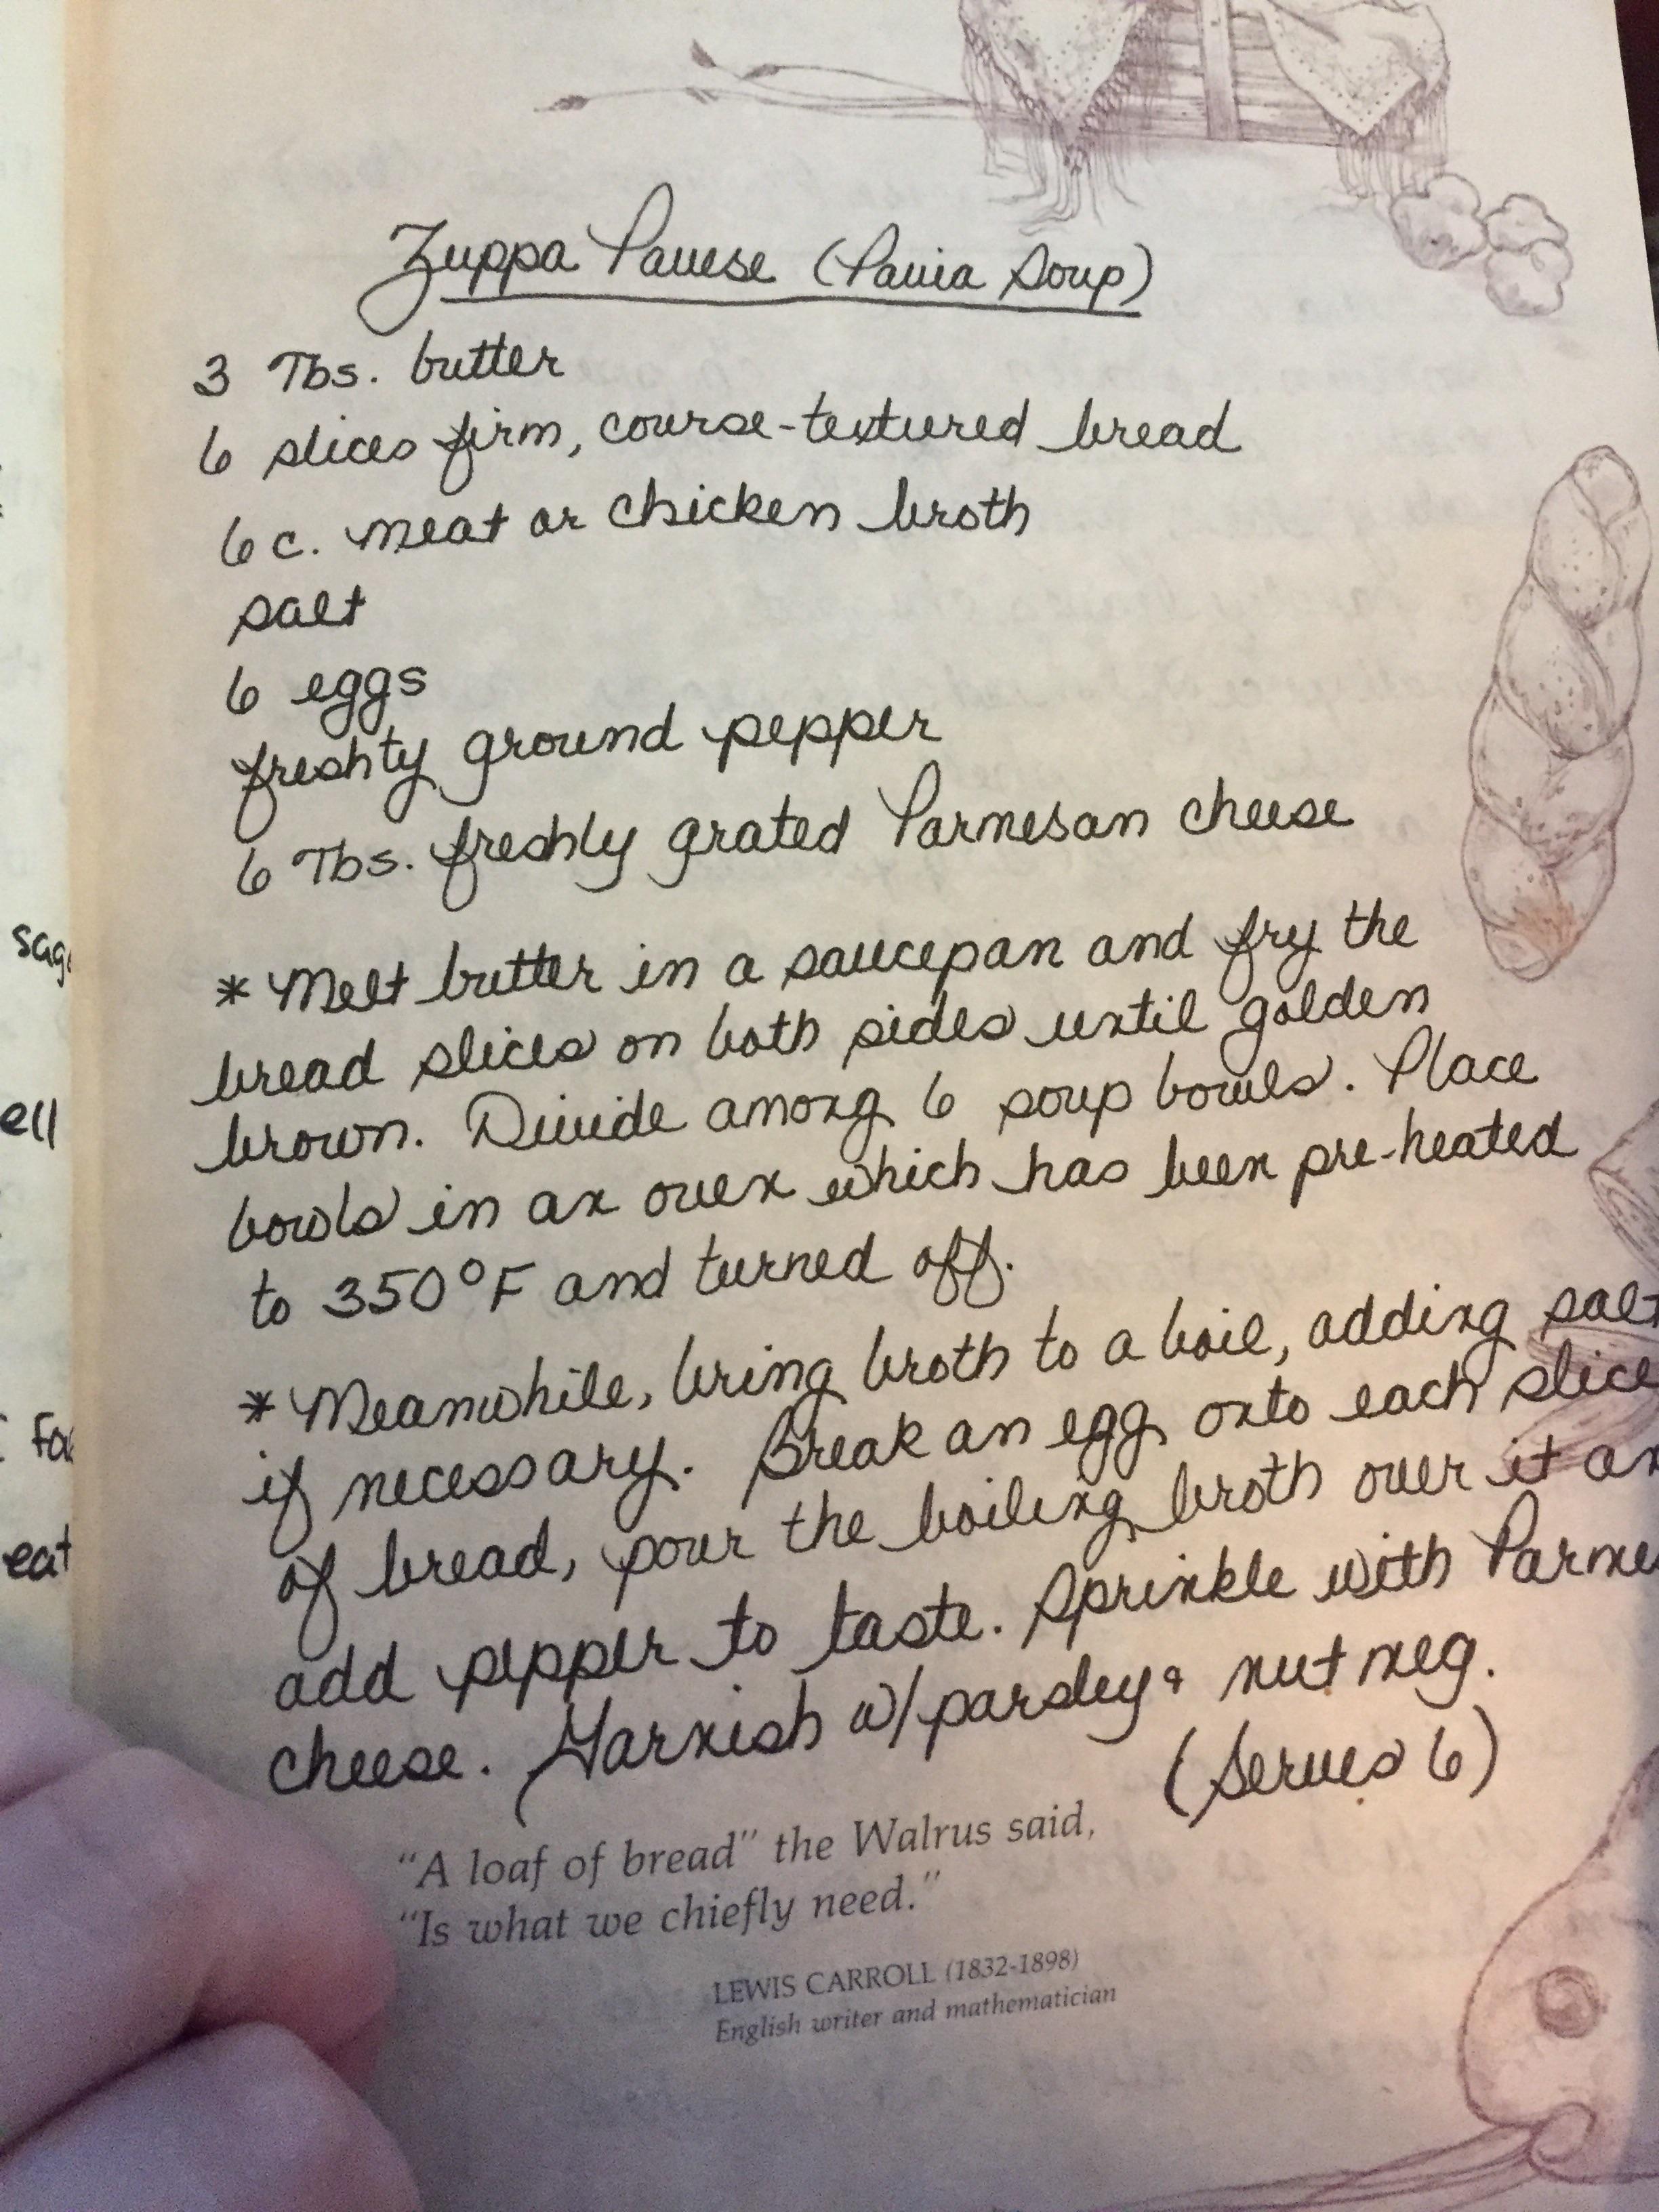 Zuppa Pavese (Pavia Soup)
3 Tbs. butter
6 slices firm, course-textured bread
6 c. meat or chicken broth
salt
6 eggs
freshty ground pepper
6 Tbs. freshly grated Parmesan cheese
* Melt butter in a saucepan and fry the
bread slices on both sides until golden
brown. Divide among 6 soup bowls. Place
bowls in an oven which has been pre-heated
to 350°F and turned off.
* Meanwhile, bring broth to a boil, adding salt
if necessary. Break an egg onto each slice
of bread, pour the boiling broth over it an
add pepper to taste. Sprinkle with Parme
cheese. Garnish w/ parsley & nutmeg.
(Serves 6)
"A loaf of bread" the Walrus said,
"Is what we chiefly need."
LEWIS CARROLL (1832-1898)
English writer and mathematician
sag
ell
fo
eat